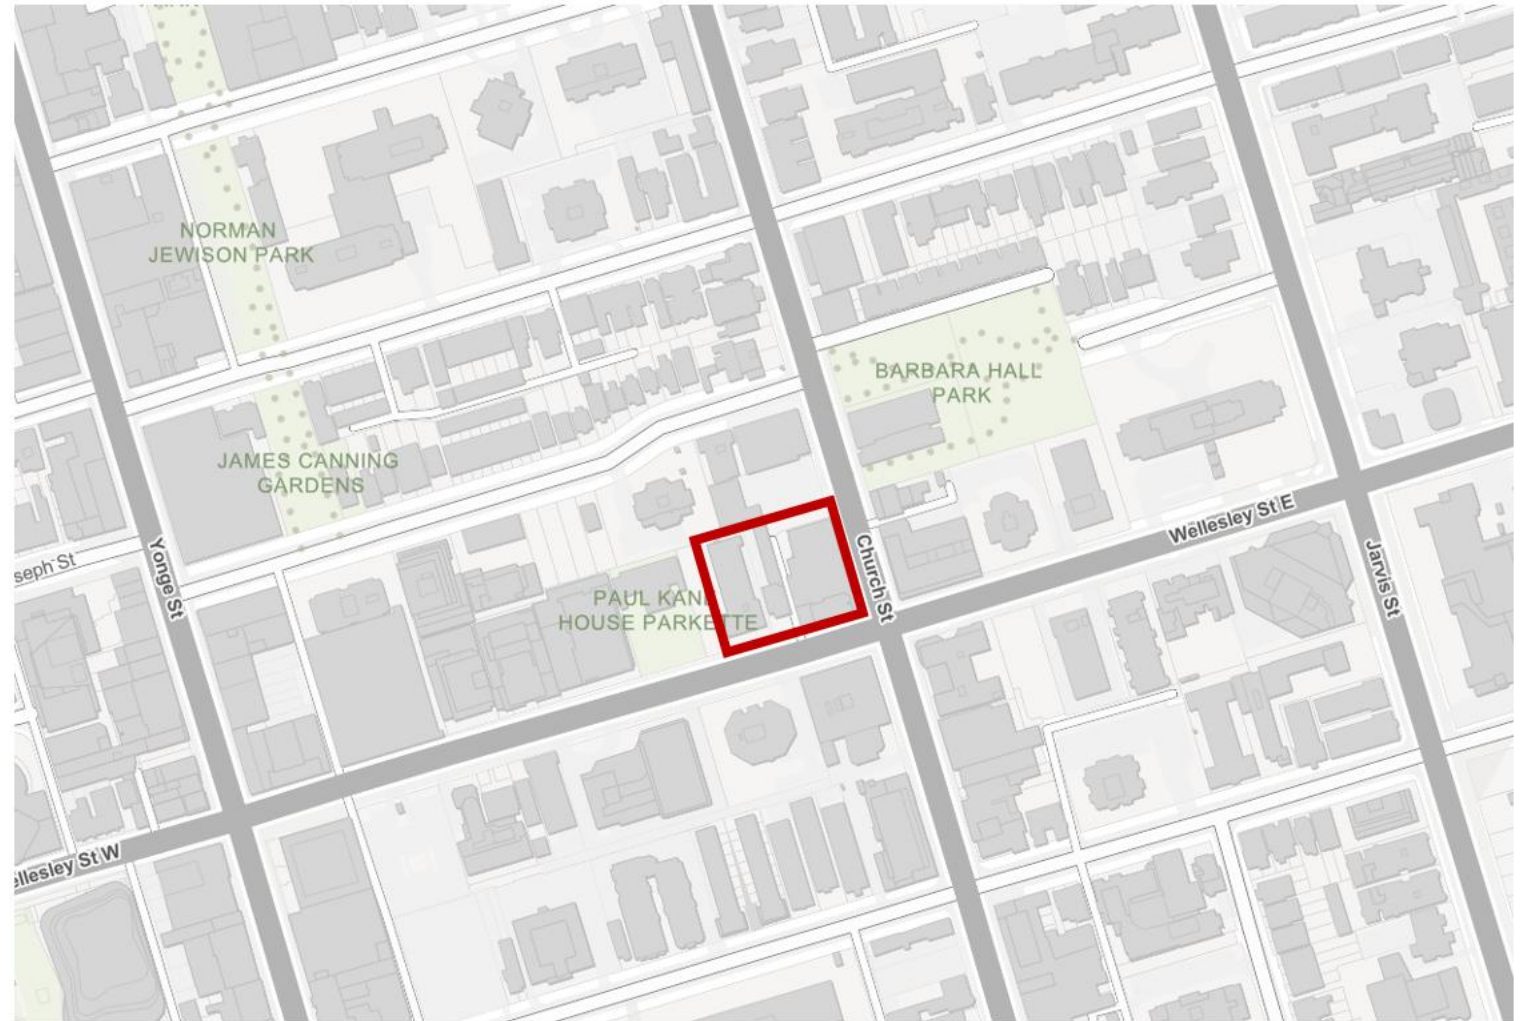 NORMAN
JEWISON PARK
BARBARA HALL
PARK
JAMES CANNING
GARDENS
Wellesley St E
seph St
Yonge St
Church St
Jarvis St
PAUL KANE
HOUSE PARKETTE
ellesley St W